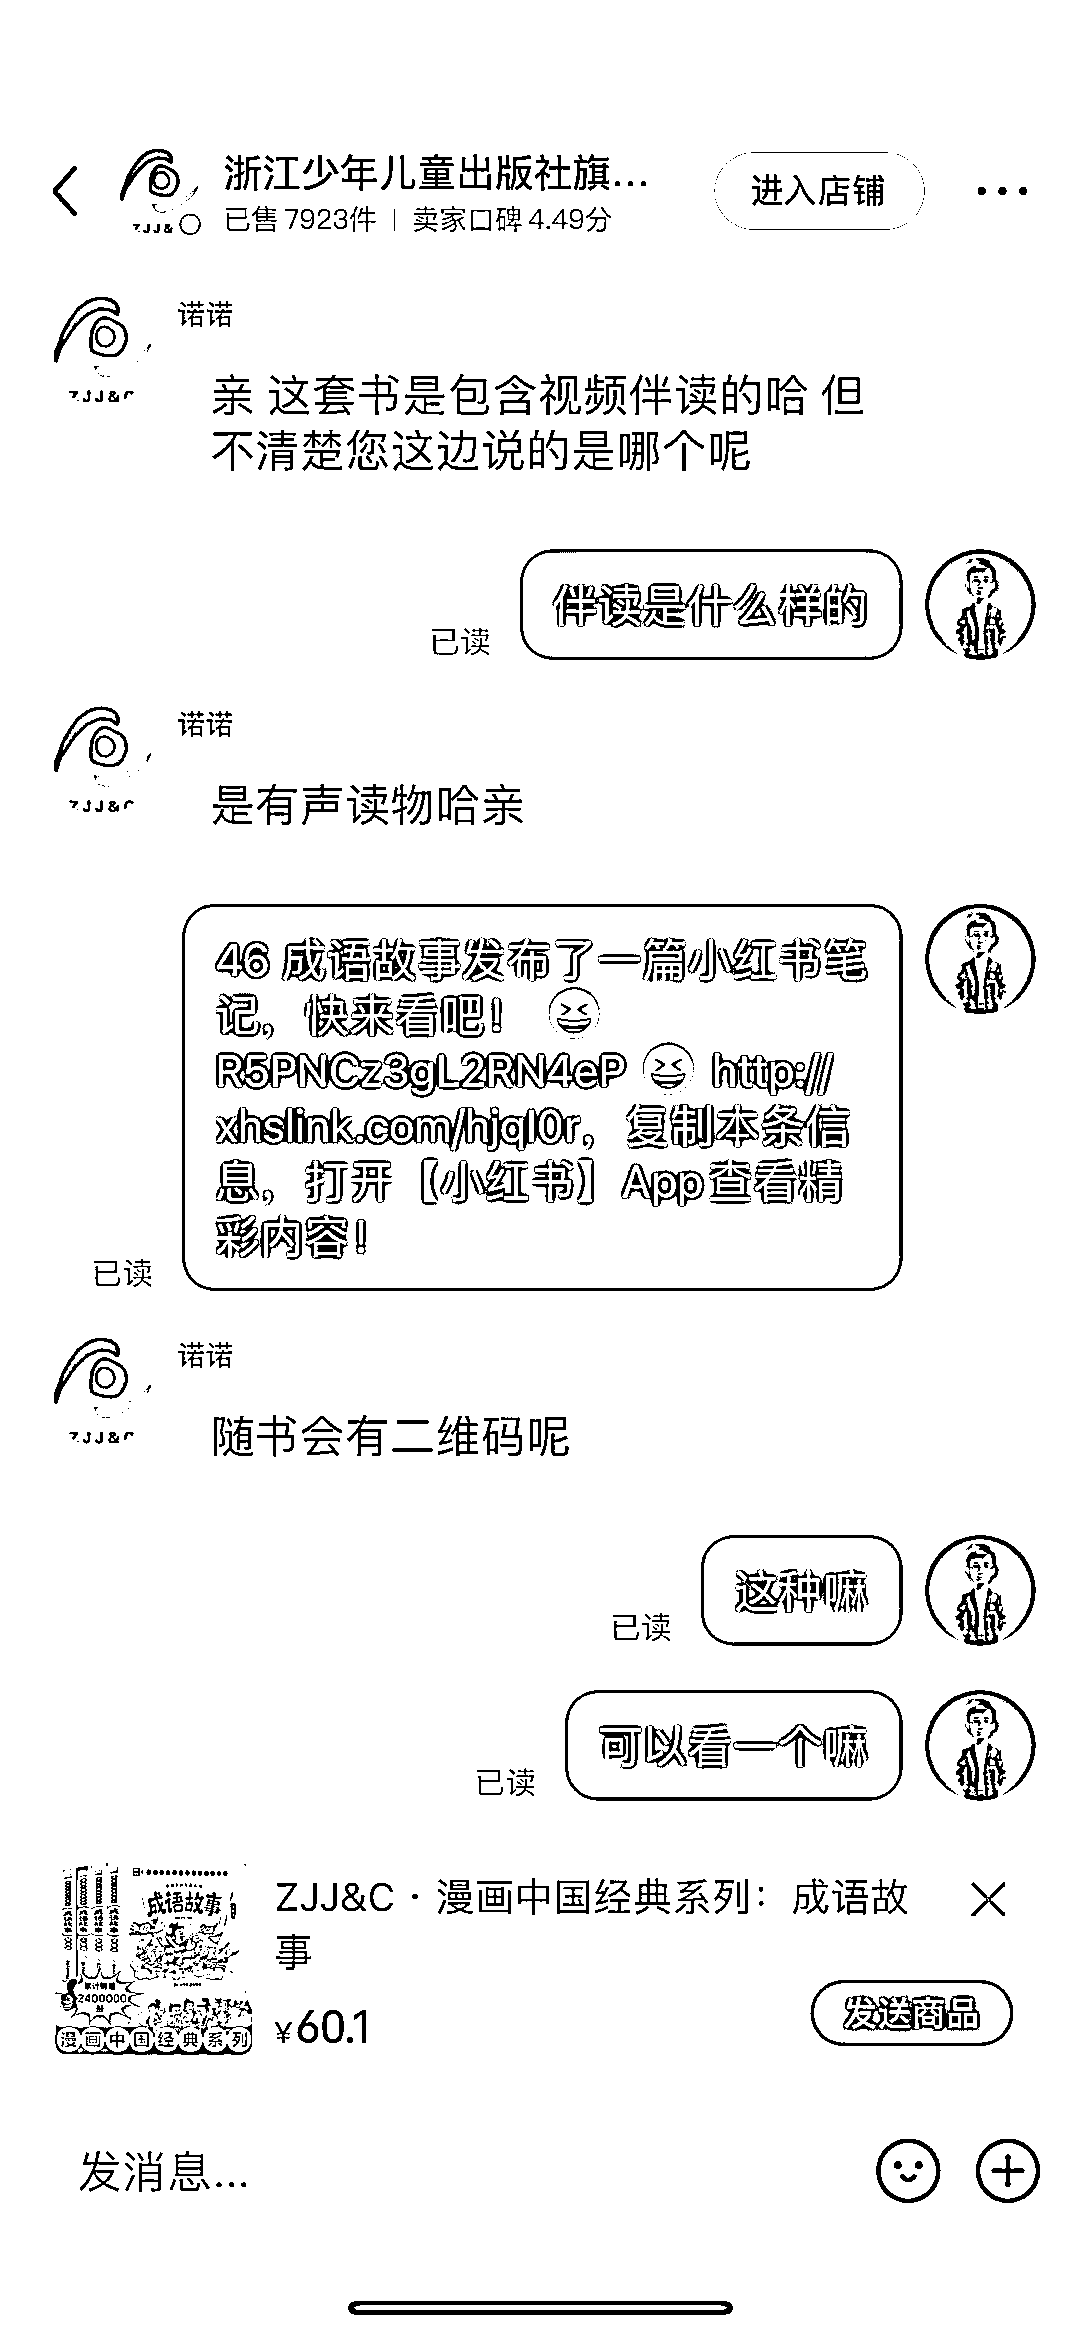 浙江少年儿童出版社旗...
已售7923件 | 卖家口碑4.49分
进入店铺
ZJJ&
诺诺
亲 这套书是包含视频伴读的哈 但
不清楚您这边说的是哪个呢
伴读是什么样的
已读
诺诺
是有声读物哈亲
46 成语故事发布了一篇小红书笔
记，快来看吧！ 😆
R5PNCz3gL2RN4eP 😆 http://
xhslink.com/hjqI0r，复制本条信
息，打开【小红书】App查看精
彩内容！
已读
诺诺
随书会有二维码呢
这种嘛
已读
可以看一个嘛
已读
成语故事
累计销量
2400000
漫画中国经典系列
ZJJ&C · 漫画中国经典系列：成语故
事
¥60.1
发送商品
发消息...